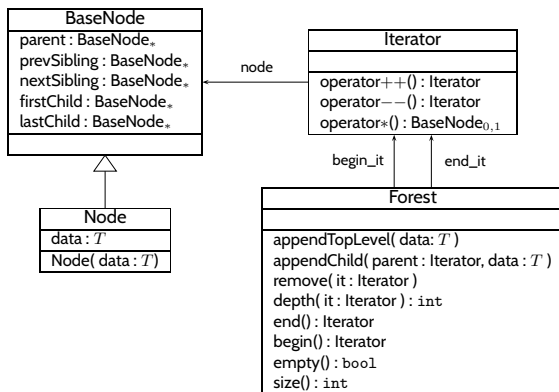 BaseNode
parent : BaseNode*
prevSibling : BaseNode*
nextSibling : BaseNode*
firstChild : BaseNode*
lastChild : BaseNode*
node
Iterator
operator++() : Iterator
operator−−() : Iterator
operator*() : BaseNode0,1
begin_it
end_it
Node
data : T
Node( data : T)
Forest
appendTopLevel( data: T )
appendChild( parent : Iterator, data : T )
remove( it : Iterator )
depth( it : Iterator ) : int
end() : Iterator
begin() : Iterator
empty() : bool
size() : int